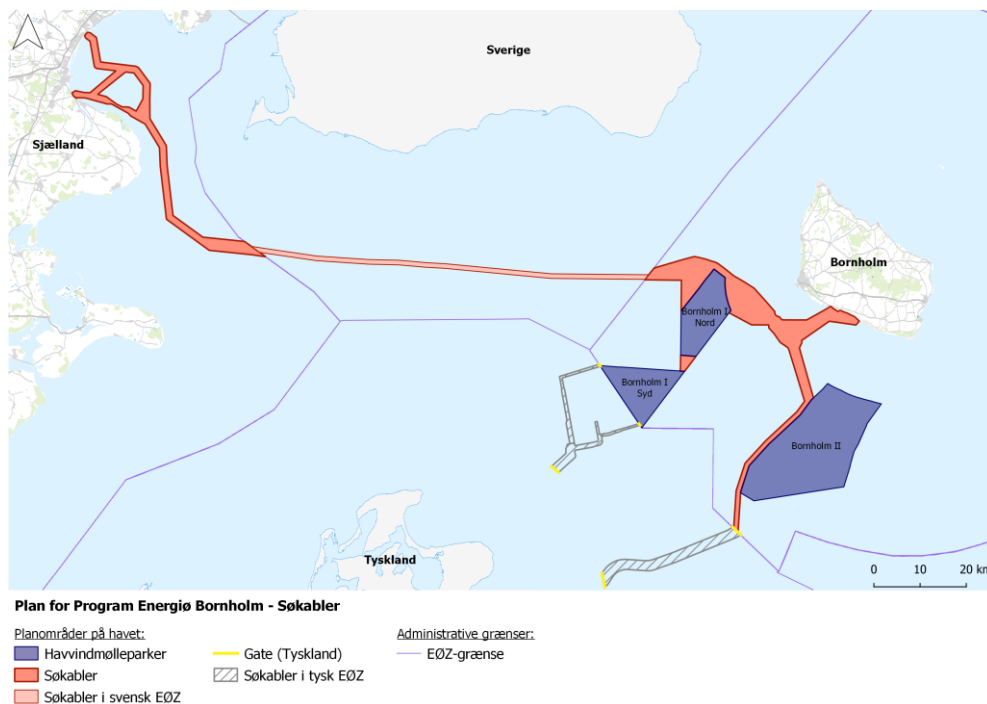 Sverige
Sjælland
Bornholm
Bornholm I
Nord
Bornholm I
Syd
Bornholm II
Tyskland
0 10 20 km
Plan for Program Energiø Bornholm - Søkabler
Planområder på havet:
Havvindmølleparker
Søkabler
Søkabler i svensk EØZ
Gate (Tyskland)
Søkabler i tysk EØZ
Administrative grænser:
EØZ-grænse